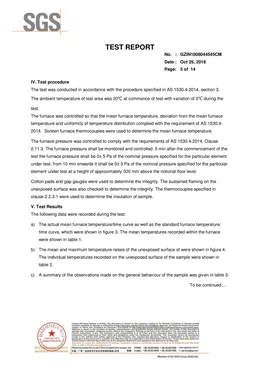 SGS
TEST REPORT
No. : GZIN1808044545CM
Date : Oct 25, 2018
Page: 5 of 14
IV. Test procedure
The test was conducted in accordance with the procedure specified in AS 1530.4-2014, section 3.
The ambient temperature of test area was 20℃ at commence of test with variation of 0℃ during the
test.
The furnace was controlled so that the mean furnace temperature, deviation from the mean furnace
temperature and uniformity of temperature distribution complied with the requirement of AS 1530.4-
2014. Sixteen furnace thermocouples were used to determine the mean furnace temperature.
The furnace pressure was controlled to comply with the requirements of AS 1530.4-2014, Clause
2.11.3. The furnace pressure shall be monitored and controlled. 5 min after the commencement of the
test the furnace pressure shall be 0± 5 Pa of the nominal pressure specified for the particular element
under test; from 10 min onwards it shall be 0± 3 Pa of the nominal pressure specified for the particular
element under test at a height of approximately 500 mm above the notional floor level.
Cotton pads and gap gauges were used to determine the integrity. The sustained flaming on the
unexposed surface was also checked to determine the integrity. The thermocouples specified in
clause 2.2.3.1 were used to determine the insulation of sample.
V. Test Results
The following data were recorded during the test:
a) The actual mean furnace temperature/time curve as well as the standard furnace temperature/
time curve, which were shown in figure 3. The mean temperatures recorded within the furnace
were shown in table 1.
b) The mean and maximum temperature raises of the unexposed surface were shown in figure 4.
The individual temperatures recorded on the unexposed surface of the sample were shown in
table 2.
c) A summary of the observations made on the general behaviour of the sample was given in table 3.
To be continued....
Member of the SGS Group (SGS SA)